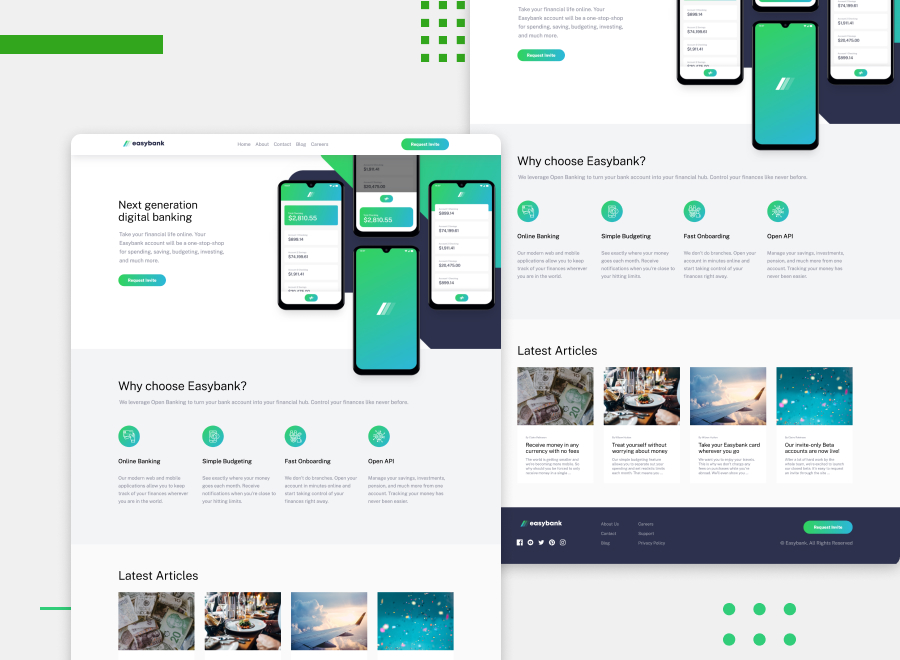 easybank
Home About Contact Blog Careers
Request Invite
Next generation
digital banking
Take your financial life online. Your
Easybank account will be a one-stop-shop
for spending, saving, budgeting, investing,
and much more.
Request Invite
$2,810.55
$899.14
$74,199.61
$1,911.41
$20,475.00
$2,810.55
$899.14
$74,199.61
$1,911.41
$20,475.00
$899.14
Why choose Easybank?
We leverage Open Banking to turn your bank account into your financial hub. Control your finances like never before.
Online Banking
Our modern web and mobile
applications allow you to keep
track of your finances wherever
you are in the world.
Simple Budgeting
See exactly where your money
goes each month. Receive
notifications when you're close to
your hitting limits.
Fast Onboarding
We don't do branches. Open your
account in minutes online and
start taking control of your
finances right away.
Open API
Manage your savings, investments,
pension, and much more from one
account. Tracking your money has
never been easier.
Latest Articles
Take your financial life online. Your
Easybank account will be a one-stop-shop
for spending, saving, budgeting, investing,
and much more.
Request Invite
$899.14
$74,199.61
$1,911.41
$74,199.61
$1,911.41
$20,475.00
$899.14
Why choose Easybank?
We leverage Open Banking to turn your bank account into your financial hub. Control your finances like never before.
Online Banking
Our modern web and mobile
applications allow you to keep
track of your finances wherever
you are in the world.
Simple Budgeting
See exactly where your money
goes each month. Receive
notifications when you're close to
your hitting limits.
Fast Onboarding
We don't do branches. Open your
account in minutes online and
start taking control of your
finances right away.
Open API
Manage your savings, investments,
pension, and much more from one
account. Tracking your money has
never been easier.
Latest Articles
Receive money in any
currency with no fees
Treat yourself without
worrying about money
Take your Easybank card
wherever you go
Our invite-only Beta
accounts are now live!
easybank
About Us
Contact
Blog
Careers
Support
Privacy Policy
Request Invite
© Easybank. All Rights Reserved